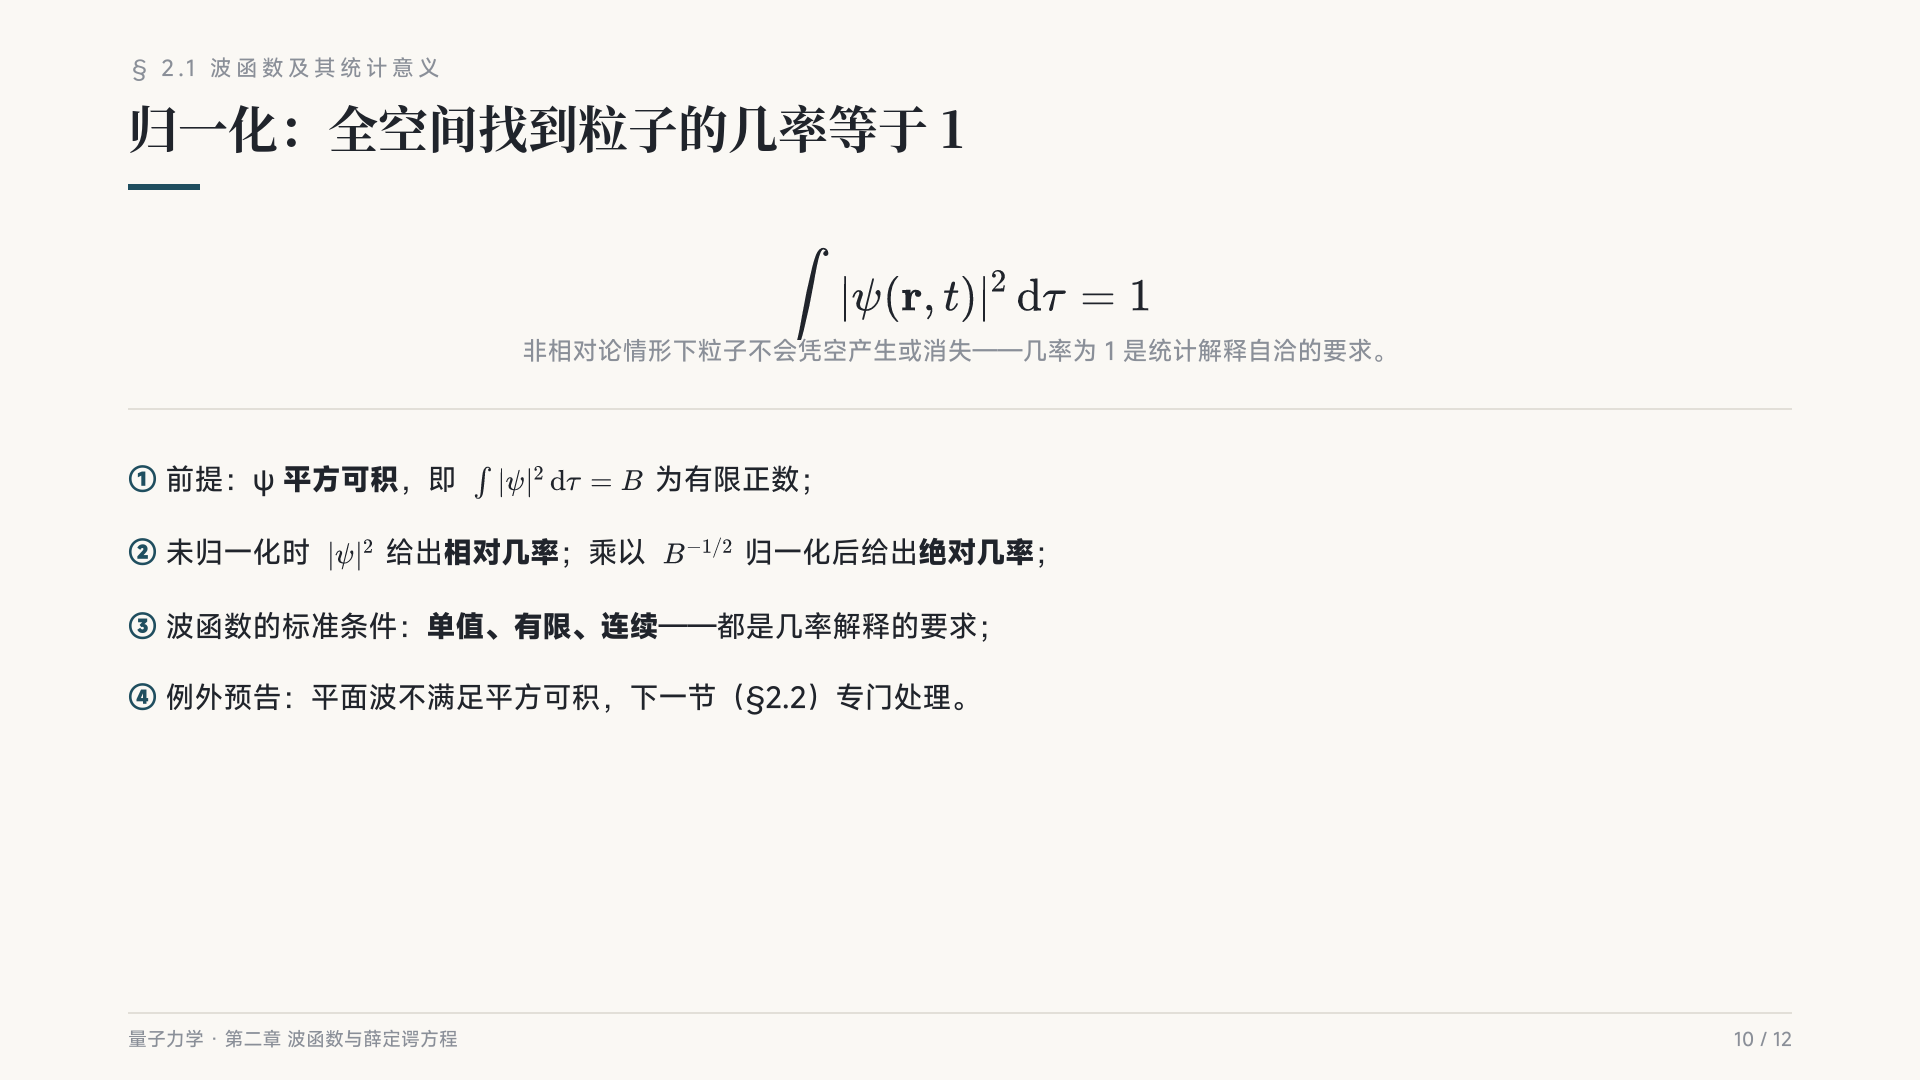 § 2.1 波函数及其统计意义
归一化：全空间找到粒子的几率等于 1
∫ |ψ(r, t)|² dτ = 1
非相对论情形下粒子不会凭空产生或消失——几率为 1 是统计解释自洽的要求。
① 前提：ψ 平方可积，即 ∫ |ψ|² dτ = B 为有限正数；
② 未归一化时 |ψ|² 给出相对几率；乘以 B⁻¹/² 归一化后给出绝对几率；
③ 波函数的标准条件：单值、有限、连续——都是几率解释的要求；
④ 例外预告：平面波不满足平方可积，下一节（§2.2）专门处理。
量子力学 · 第二章 波函数与薛定谔方程
10 / 12